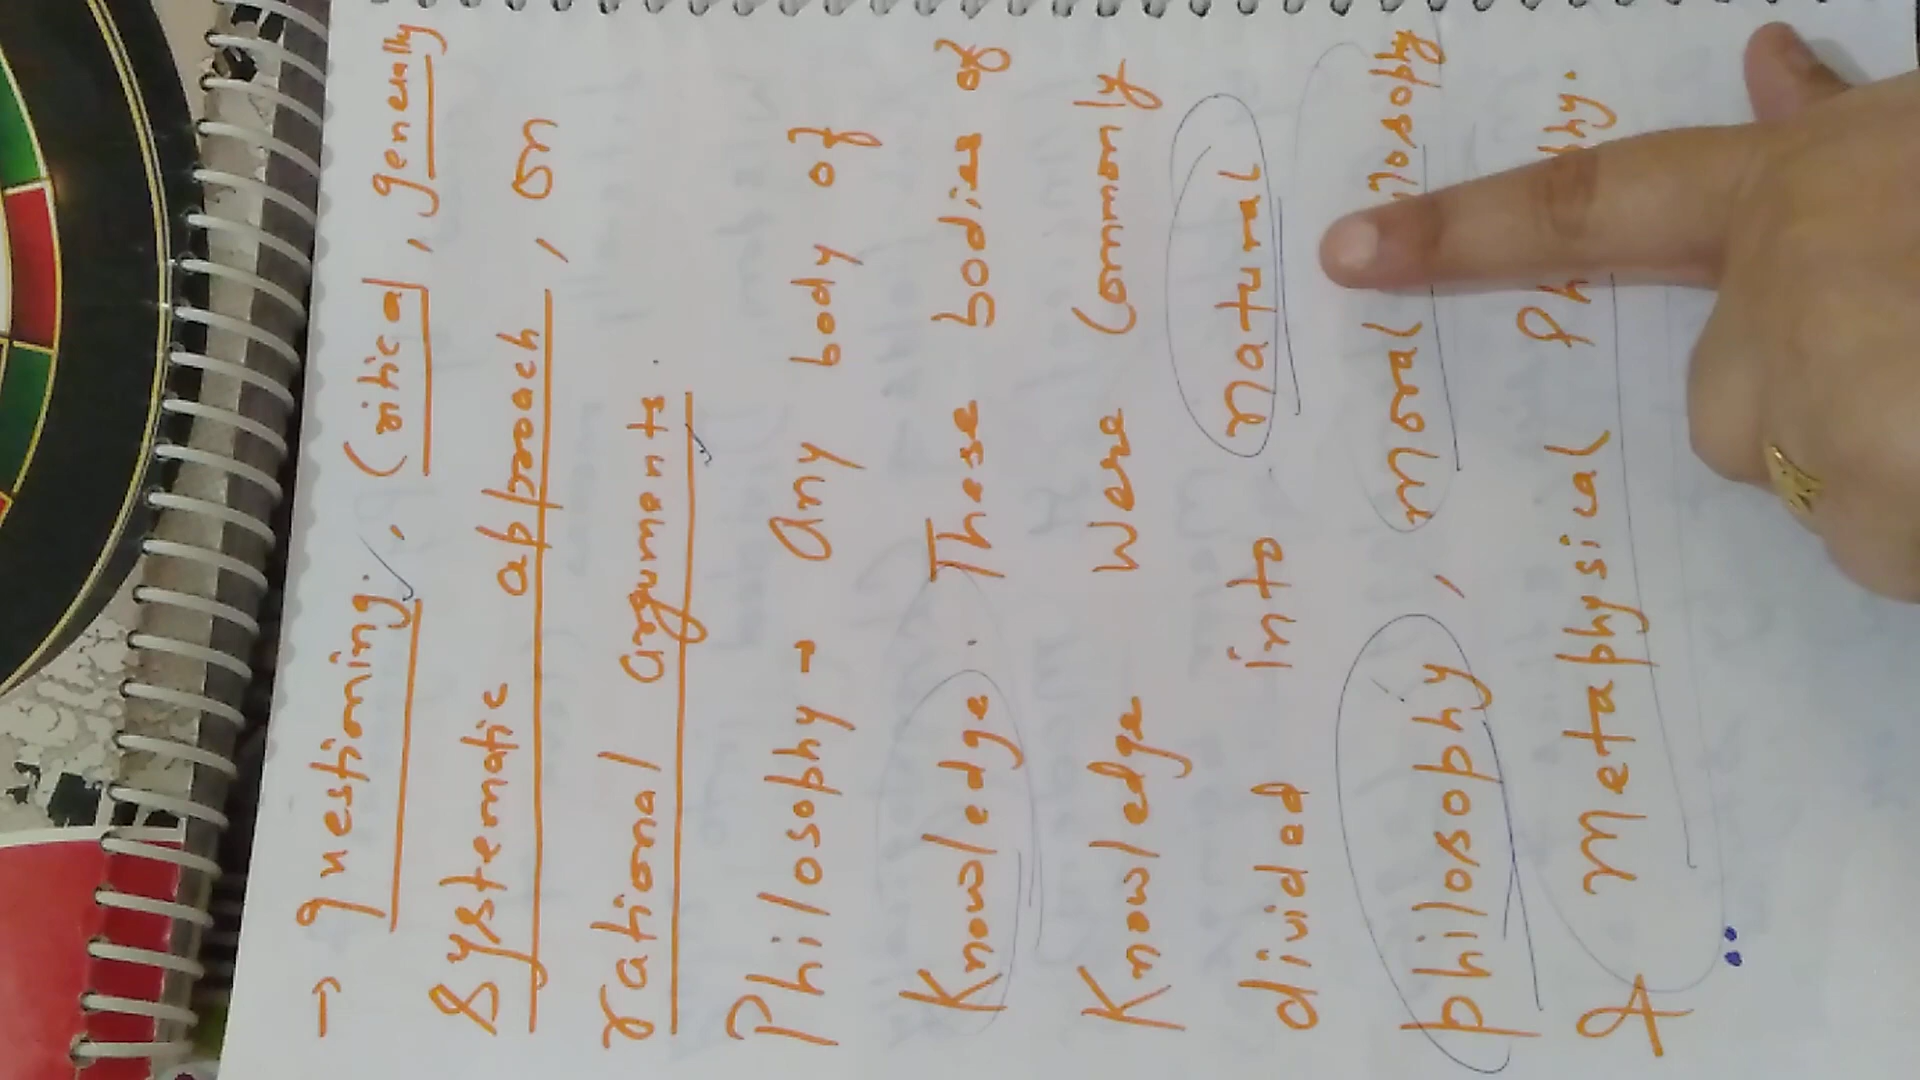 → questioning, critical, generally
systematic approach, on
rational arguments.
Philosophy → Any body of
Knowledge. These bodies of
Knowledge were commonly
divided into natural
philosophy, moral
& Metaphysical